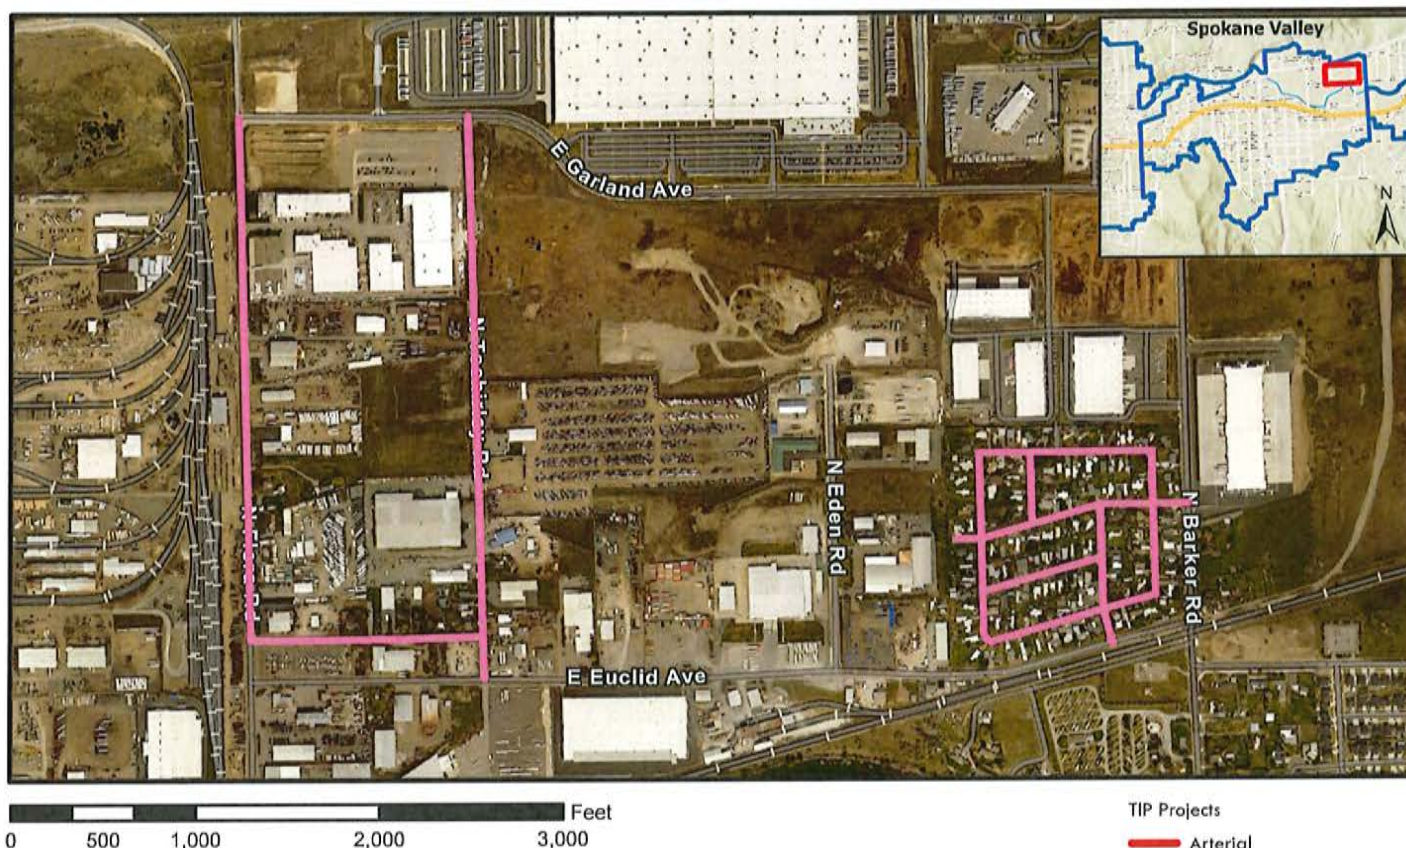 Spokane Valley
N
E Garland Ave
N Eden Rd
N Barker Rd
E Euclid Ave
Feet
0 500 1,000 2,000 3,000
TIP Projects
Arterial